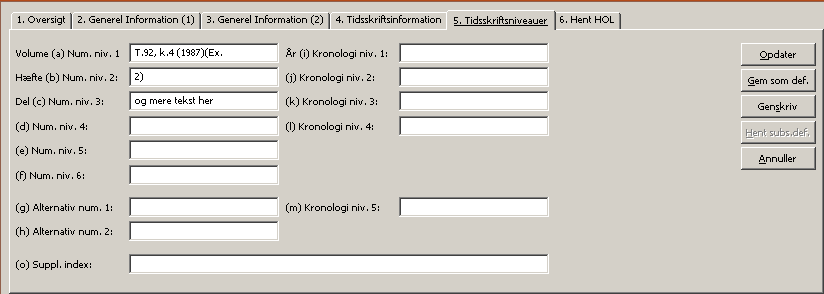 1. Oversigt 2. Generel Information (1) 3. Generel Information (2) 4. Tidsskriftsinformation 5. Tidsskriftsniveauer 6. Hent HOL
Volume (a) Num. niv. 1 T.92, k.4 (1987)(Ex. År (i) Kronologi niv. 1: Opdater
Hæfte (b) Num. niv. 2: 2) (j) Kronologi niv. 2: Gem som def.
Del (c) Num. niv. 3: og mere tekst her (k) Kronologi niv. 3: Genskriv
(d) Num. niv. 4: (l) Kronologi niv. 4: Hent subs.def.
(e) Num. niv. 5: Annuller
(f) Num. niv. 6:
(g) Alternativ num. 1: (m) Kronologi niv. 5:
(h) Alternativ num. 2:
(o) Suppl. index: